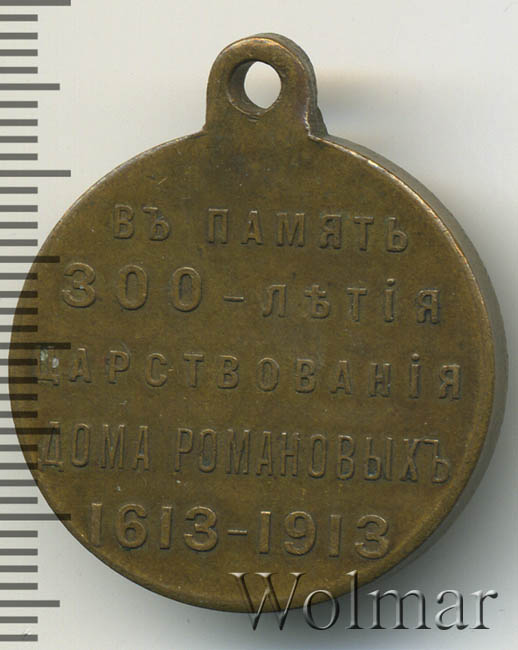 ВЪ ПАМЯТЬ
300-ЛѢТІЯ
ЦАРСТВОВАНІЯ
ДОМА РОМАНОВЫХЪ
1613-1913
Wolmar